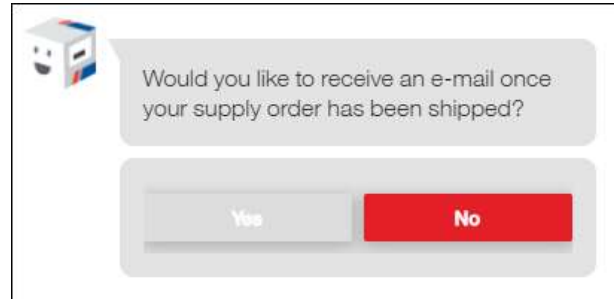 Would you like to receive an e-mail once
your supply order has been shipped?
Yes
No